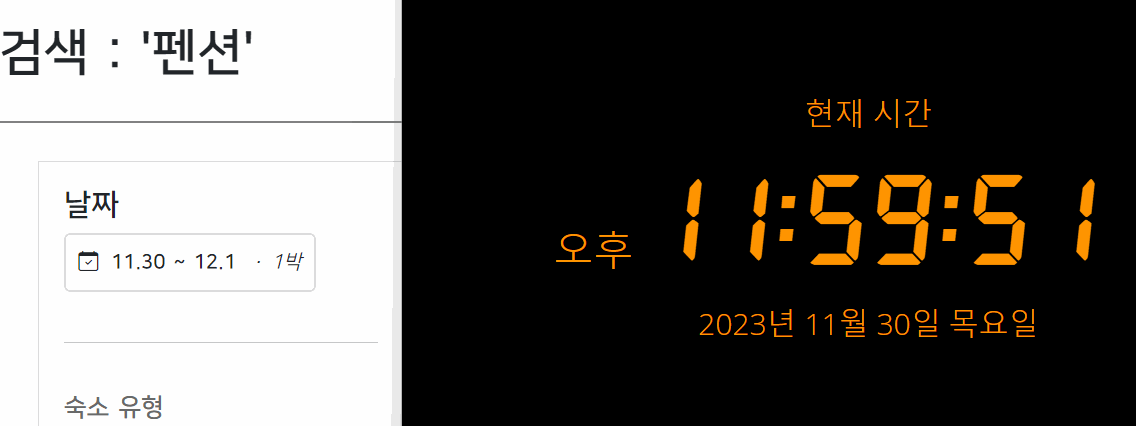 검색 : '펜션'
날짜
11.30 ~ 12.1 · 1박
숙소 유형
현재 시간
오후 11:59:51
2023년 11월 30일 목요일